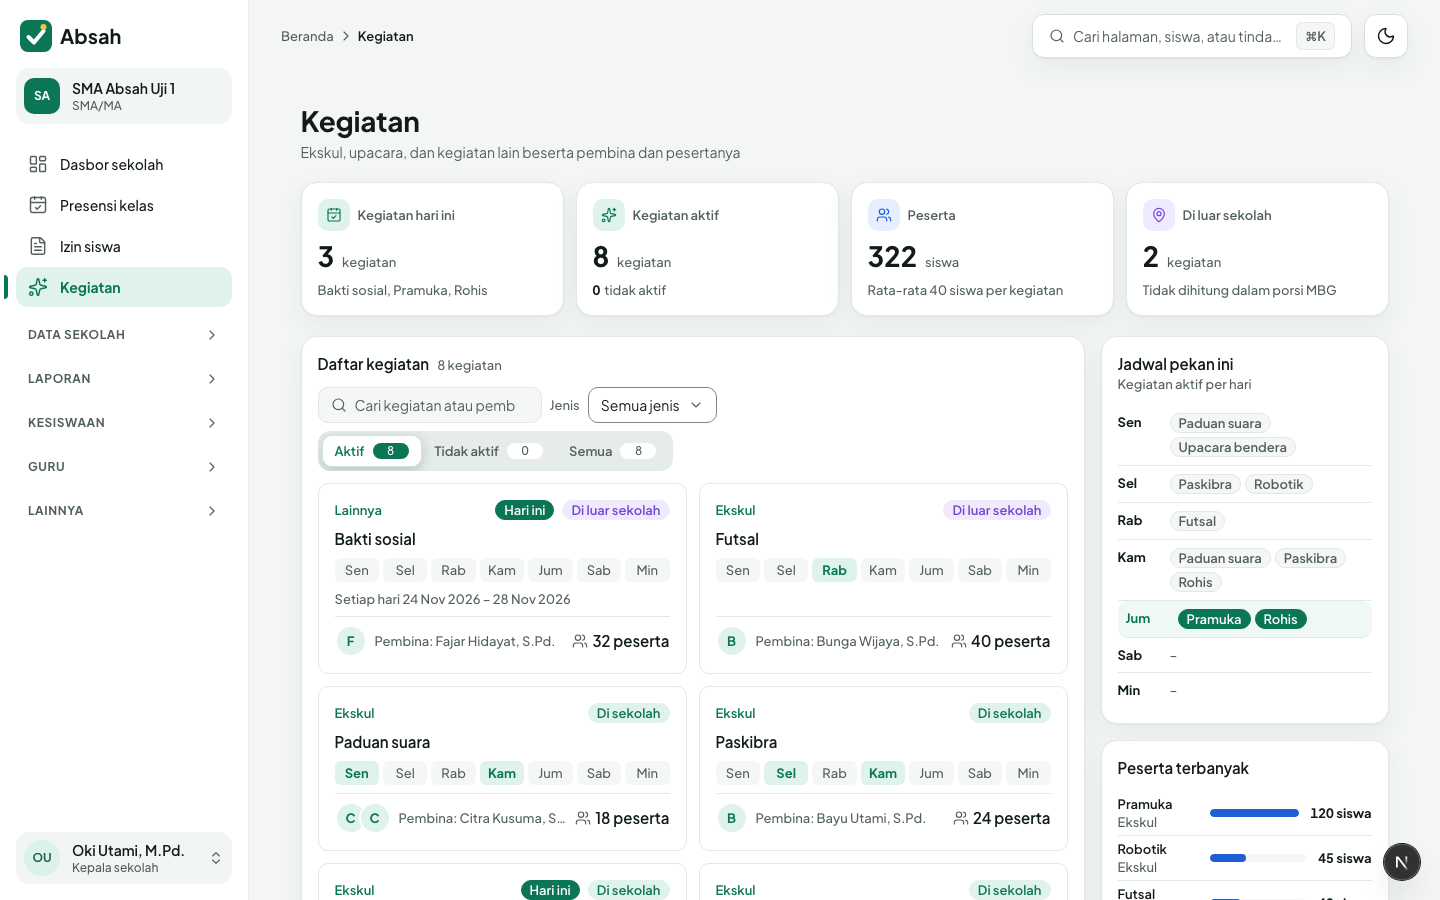 Absah
SA
SMA Absah Uji 1
SMA/MA
Dasbor sekolah
Presensi kelas
Izin siswa
Kegiatan
DATA SEKOLAH
LAPORAN
KESISWAAN
GURU
LAINNYA
OU
Oki Utami, M.Pd.
Kepala sekolah
Beranda > Kegiatan
Cari halaman, siswa, atau tinda... ⌘K
Kegiatan
Ekskul, upacara, dan kegiatan lain beserta pembina dan pesertanya
Kegiatan hari ini
3 kegiatan
Bakti sosial, Pramuka, Rohis
Kegiatan aktif
8 kegiatan
0 tidak aktif
Peserta
322 siswa
Rata-rata 40 siswa per kegiatan
Di luar sekolah
2 kegiatan
Tidak dihitung dalam porsi MBG
Daftar kegiatan 8 kegiatan
Cari kegiatan atau pemb Jenis Semua jenis
Aktif 8 Tidak aktif 0 Semua 8
Lainnya Hari ini Di luar sekolah
Bakti sosial
Sen Sel Rab Kam Jum Sab Min
Setiap hari 24 Nov 2026 – 28 Nov 2026
F Pembina: Fajar Hidayat, S.Pd. 32 peserta
Ekskul Di luar sekolah
Futsal
Sen Sel Rab Kam Jum Sab Min
B Pembina: Bunga Wijaya, S.Pd. 40 peserta
Ekskul Di sekolah
Paduan suara
Sen Sel Rab Kam Jum Sab Min
C C Pembina: Citra Kusuma, S... 18 peserta
Ekskul Di sekolah
Paskibra
Sen Sel Rab Kam Jum Sab Min
B Pembina: Bayu Utami, S.Pd. 24 peserta
Ekskul Hari ini Di sekolah
Ekskul Di sekolah
Jadwal pekan ini
Kegiatan aktif per hari
Sen Paduan suara
Upacara bendera
Sel Paskibra Robotik
Rab Futsal
Kam Paduan suara Paskibra
Rohis
Jum Pramuka Rohis
Sab –
Min –
Peserta terbanyak
Pramuka
Ekskul
120 siswa
Robotik
Ekskul
45 siswa
Futsal
N